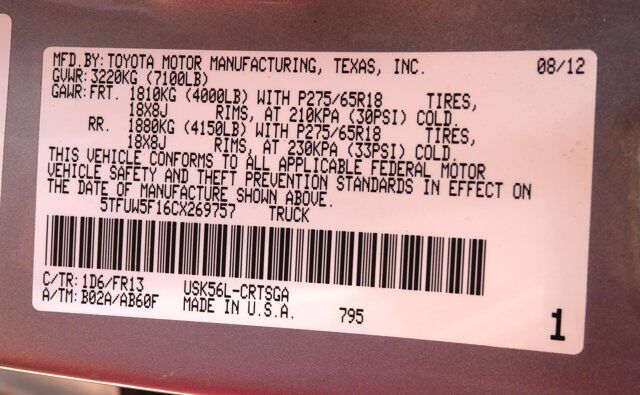 MFD.BY: TOYOTA MOTOR MANUFACTURING, TEXAS, INC. 08/12
GVWR: 3220KG (7100LB)
GAWR: FRT. 1810KG (4000LB) WITH P275/65R18 TIRES,
18X8J RIMS, AT 210KPA (30PSI) COLD.
RR. 1880KG (4150LB) WITH P275/65R18 TIRES,
18X8J RIMS, AT 230KPA (33PSI) COLD.
THIS VEHICLE CONFORMS TO ALL APPLICABLE FEDERAL MOTOR
VEHICLE SAFETY AND THEFT PREVENTION STANDARDS IN EFFECT ON
THE DATE OF MANUFACTURE SHOWN ABOVE.
5TFUW5F16CX269757 TRUCK
C/TR: 1D6/FR13 USK56L-CRTSGA
A/TM: B02A/AB60F MADE IN U.S.A. 795 1